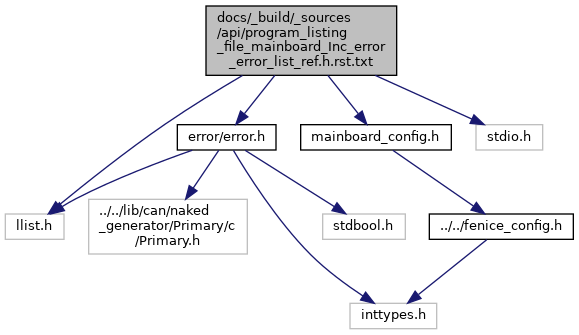 docs/_build/_sources
/api/program_listing
_file_mainboard_Inc_error
_error_list_ref.h.rst.txt
error/error.h
mainboard_config.h
stdio.h
llist.h
../../lib/can/naked
_generator/Primary/c
/Primary.h
stdbool.h
../../fenice_config.h
inttypes.h